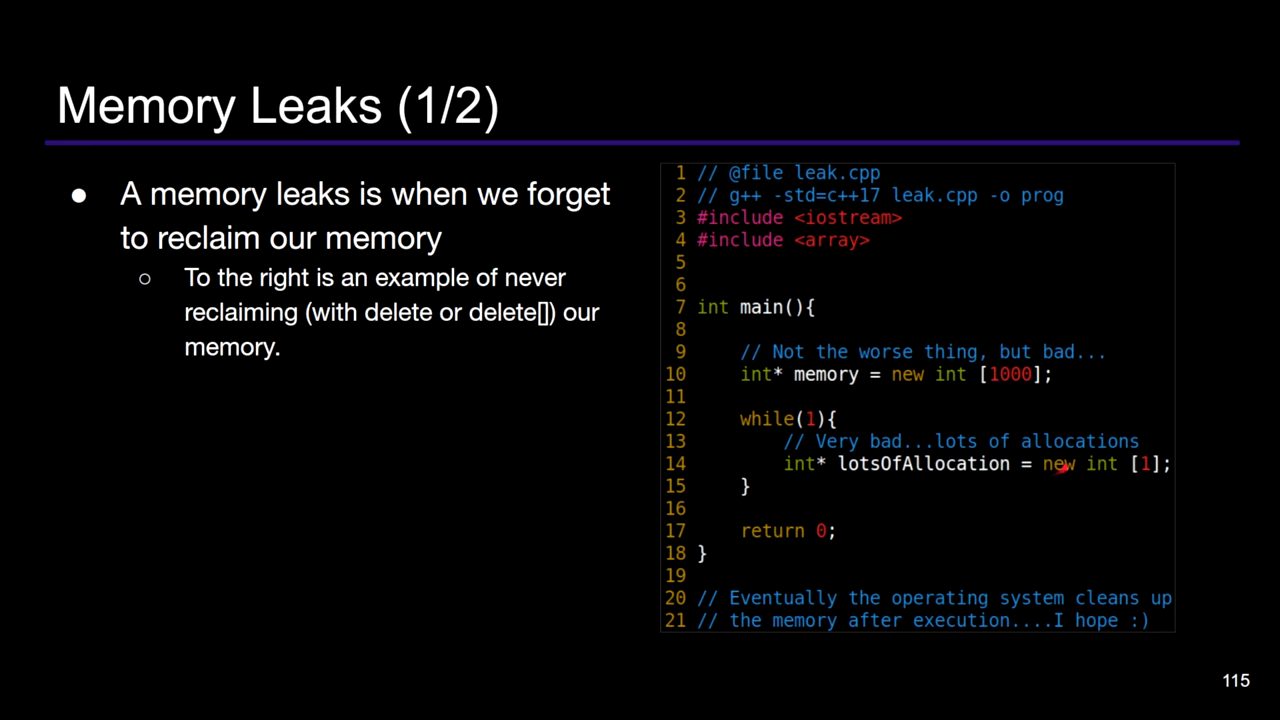 Memory Leaks (1/2)
● A memory leaks is when we forget
to reclaim our memory
○ To the right is an example of never
reclaiming (with delete or delete[]) our
memory.
1 // @file leak.cpp
2 // g++ -std=c++17 leak.cpp -o prog
3 #include <iostream>
4 #include <array>
5
6
7 int main(){
8
9     // Not the worse thing, but bad...
10     int* memory = new int [1000];
11
12     while(1){
13         // Very bad...lots of allocations
14         int* lotsOfAllocation = new int [1];
15     }
16
17     return 0;
18 }
19
20 // Eventually the operating system cleans up
21 // the memory after execution....I hope :)
115